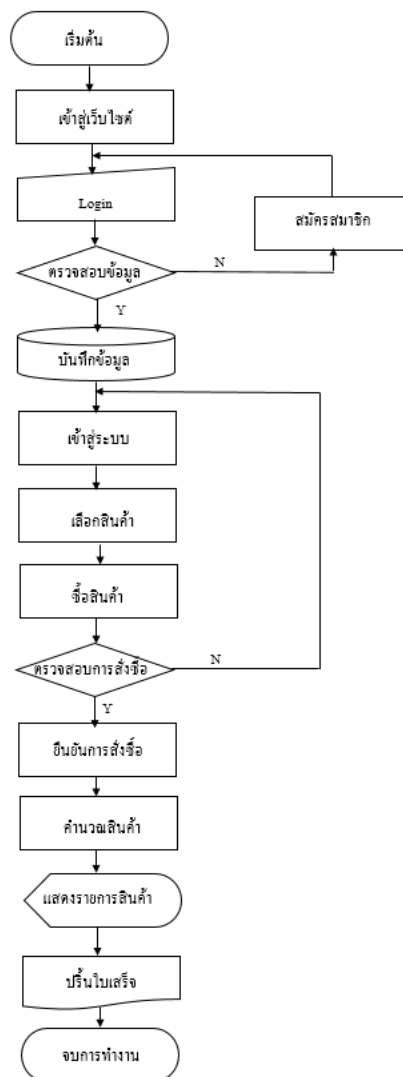 เริ่มต้น
เข้าสู่เว็บไซต์
Login
สมัครสมาชิก
ตรวจสอบข้อมูล
N
Y
บันทึกข้อมูล
เข้าสู่ระบบ
เลือกสินค้า
ซื้อสินค้า
ตรวจสอบการสั่งซื้อ
N
Y
ยืนยันการสั่งซื้อ
คำนวณสินค้า
แสดงรายการสินค้า
ปริ้นใบเสร็จ
จบการทำงาน